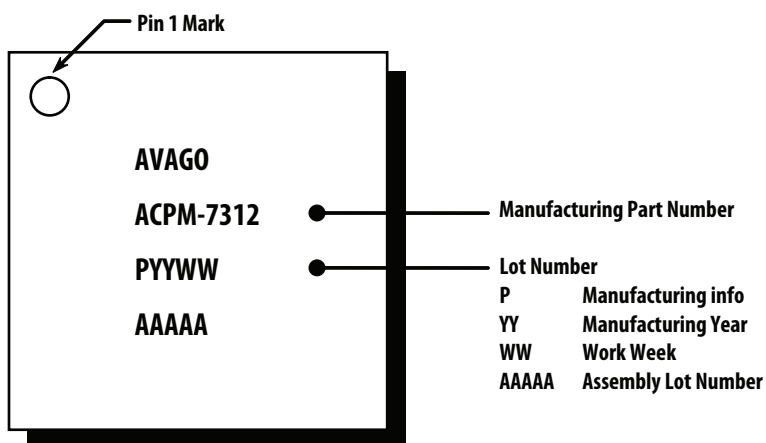 Pin 1 Mark
AVAGO
ACPM-7312
Manufacturing Part Number
PYYWW
Lot Number
P Manufacturing info
YY Manufacturing Year
AAAAA
WW Work Week
AAAAA Assembly Lot Number